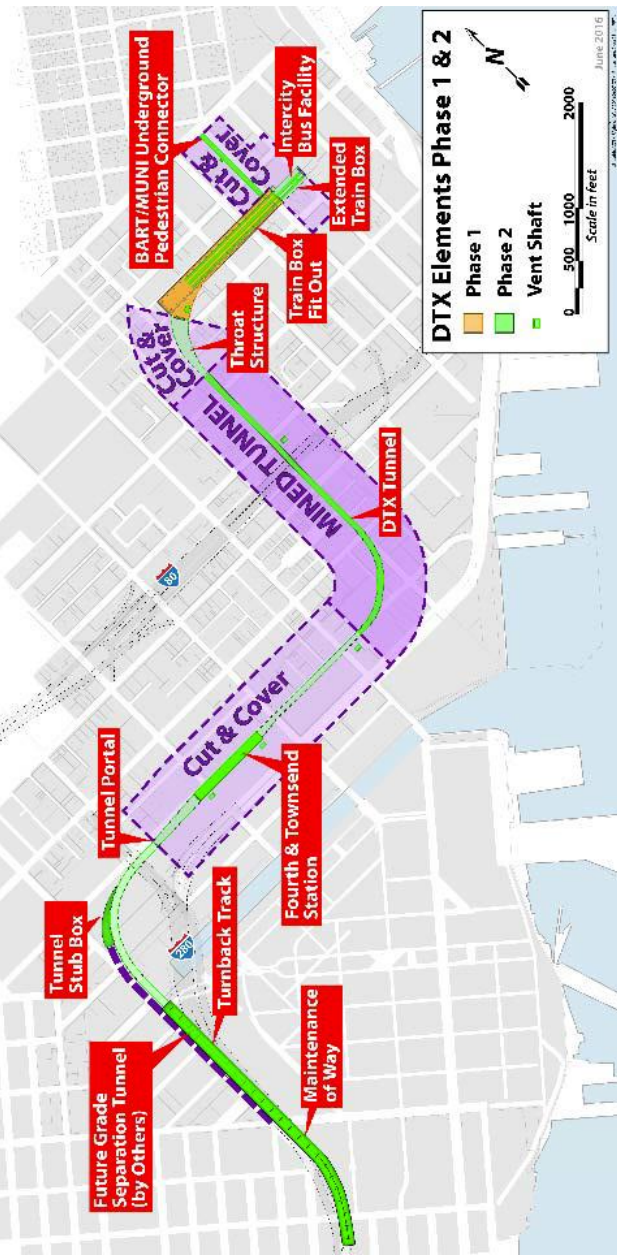 BART/MUNI Underground
Pedestrian Connector
Cut &
Cover
Intercity
Bus Facility
Extended
Train Box
Train Box
Fit Out
Throat
Structure
Cut &
Cover
MINED TUNNEL
DTX Tunnel
80
Cut & Cover
Tunnel Portal
Fourth & Townsend
Station
Tunnel
Stub Box
280
Turnback Track
Future Grade
Separation Tunnel
(by Others)
Maintenance
of Way
DTX Elements Phase 1 & 2
Phase 1
Phase 2
Vent Shaft
N
0
500
1000
2000
Scale in feet
June 2016